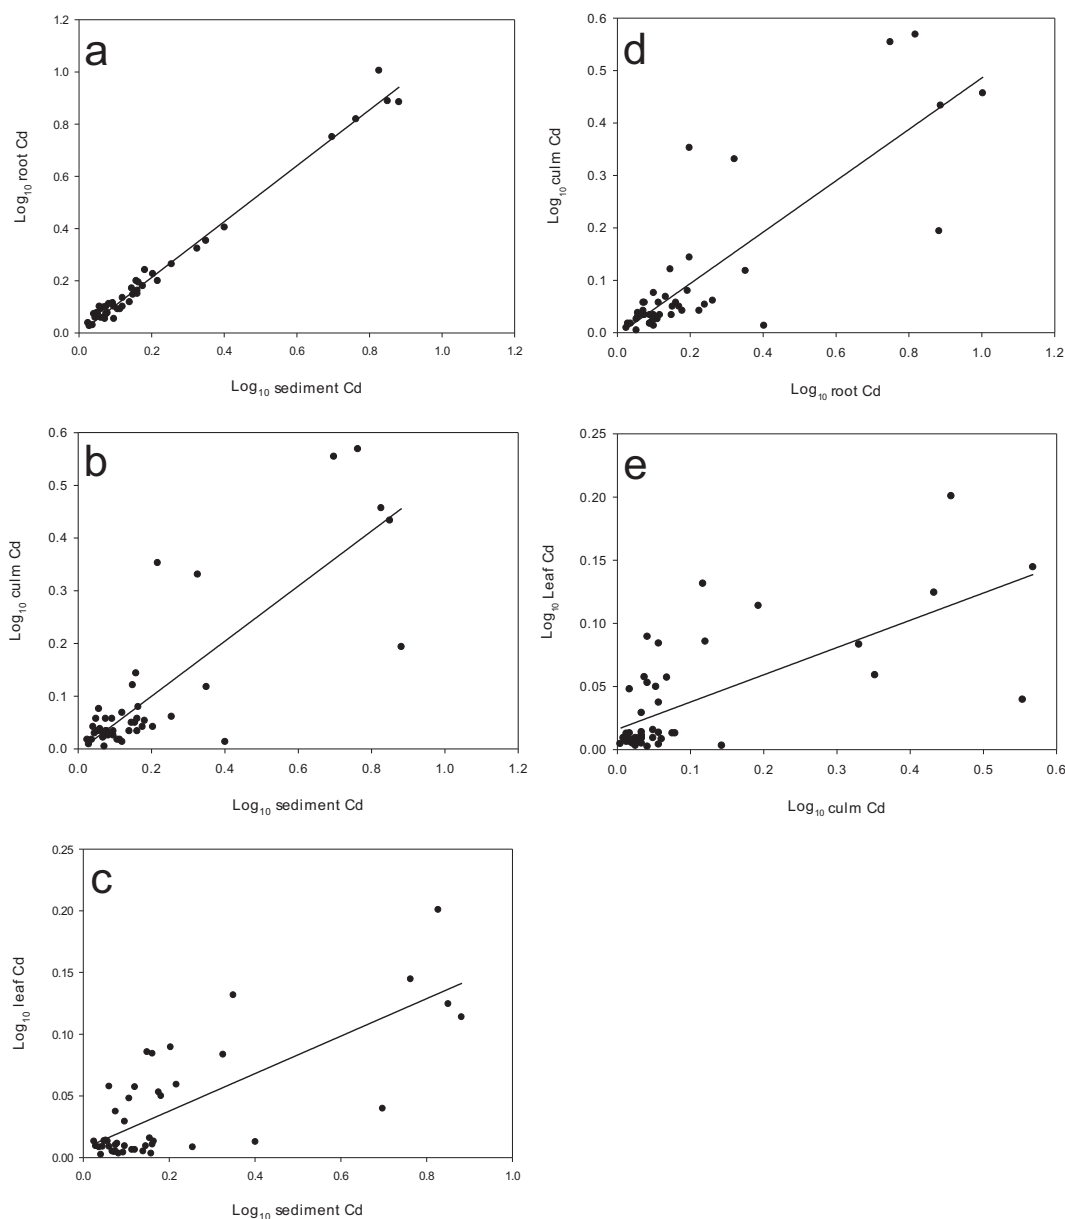 a
Log10 root Cd
1.2
1.0
0.8
0.6
0.4
0.2
0.0
0.0 0.2 0.4 0.6 0.8 1.0 1.2
Log10 sediment Cd
d
Log10 culm Cd
0.6
0.5
0.4
0.3
0.2
0.1
0.0
0.0 0.2 0.4 0.6 0.8 1.0 1.2
Log10 root Cd
b
Log10 culm Cd
0.6
0.5
0.4
0.3
0.2
0.1
0.0
0.0 0.2 0.4 0.6 0.8 1.0 1.2
Log10 sediment Cd
e
Log10 Leaf Cd
0.25
0.20
0.15
0.10
0.05
0.00
0.0 0.1 0.2 0.3 0.4 0.5 0.6
Log10 culm Cd
c
Log10 leaf Cd
0.25
0.20
0.15
0.10
0.05
0.00
0.0 0.2 0.4 0.6 0.8 1.0
Log10 sediment Cd